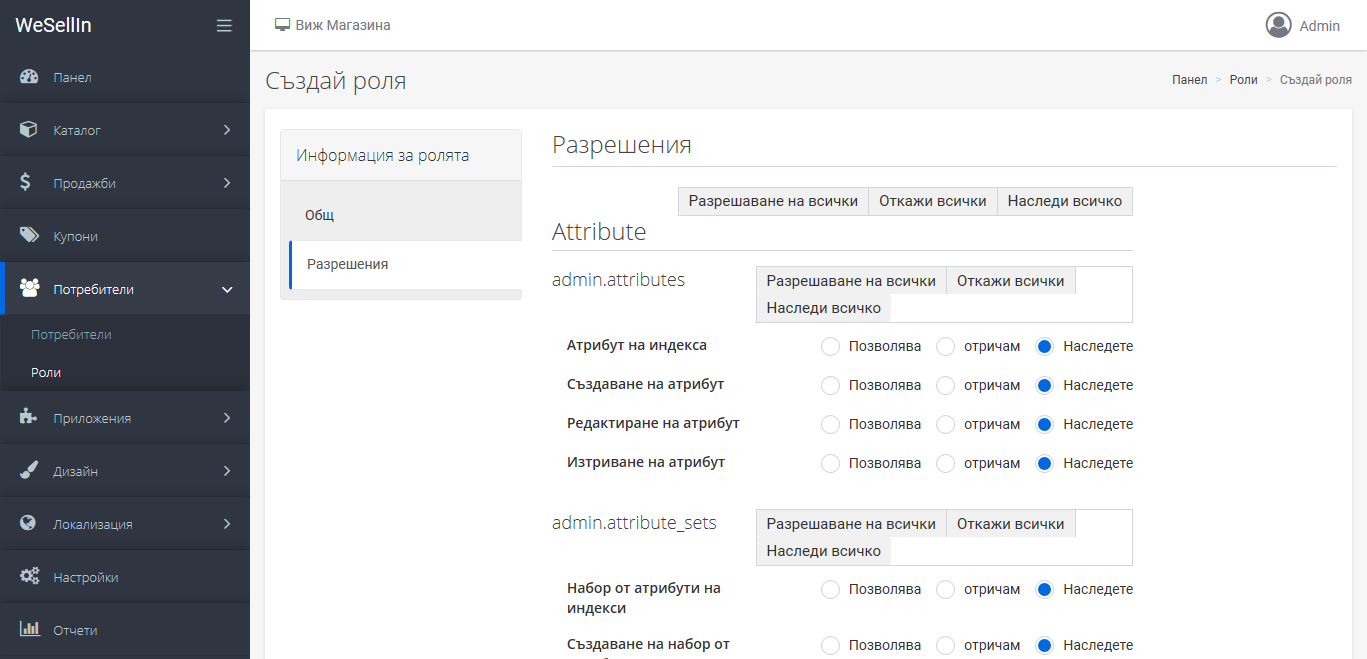 WeSellIn
Виж Магазина
Admin
Панел
Каталог
Продажби
Купони
Потребители
Потребители
Роли
Приложения
Дизайн
Локализация
Настройки
Отчети
Създай роля
Панел > Роли > Създай роля
Информация за ролята
Общ
Разрешения
Разрешения
Разрешаване на всички Откажи всички Наследи всичко
Attribute
admin.attributes
Разрешаване на всички Откажи всички
Наследи всичко
Атрибут на индекса Позволява отричам Наследете
Създаване на атрибут Позволява отричам Наследете
Редактиране на атрибут Позволява отричам Наследете
Изтриване на атрибут Позволява отричам Наследете
admin.attribute_sets
Разрешаване на всички Откажи всички
Наследи всичко
Набор от атрибути на
индекси
Позволява отричам Наследете
Създаване на набор от
Позволява отричам Наследете